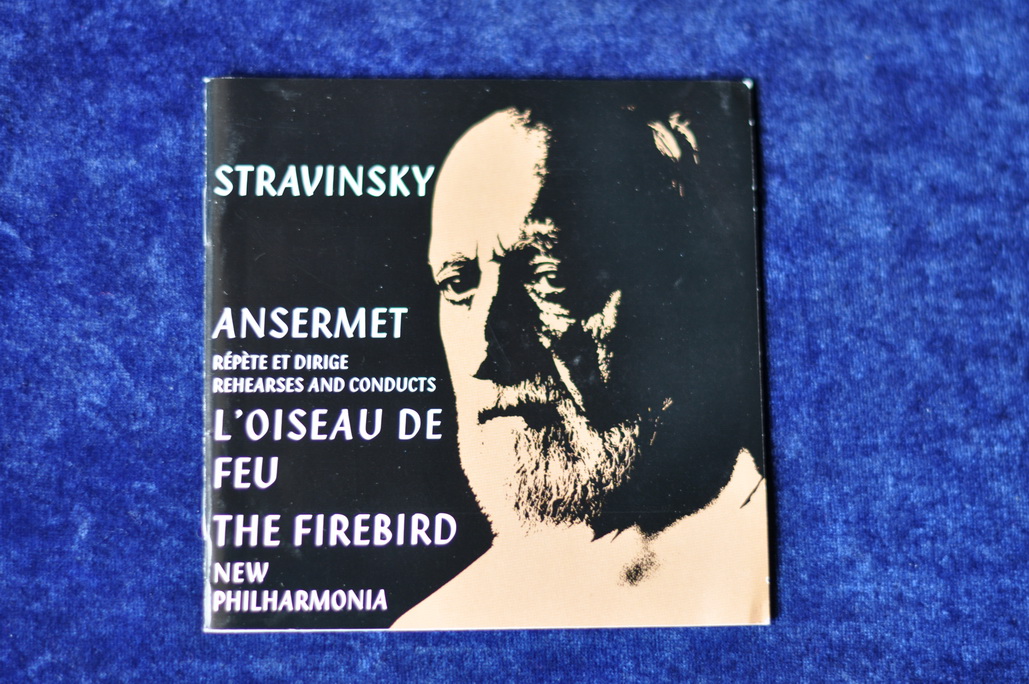 STRAVINSKY
ANSERMET
RÉPÈTE ET DIRIGE
REHEARSES AND CONDUCTS
L'OISEAU DE
FEU
THE FIREBIRD
NEW
PHILHARMONIA